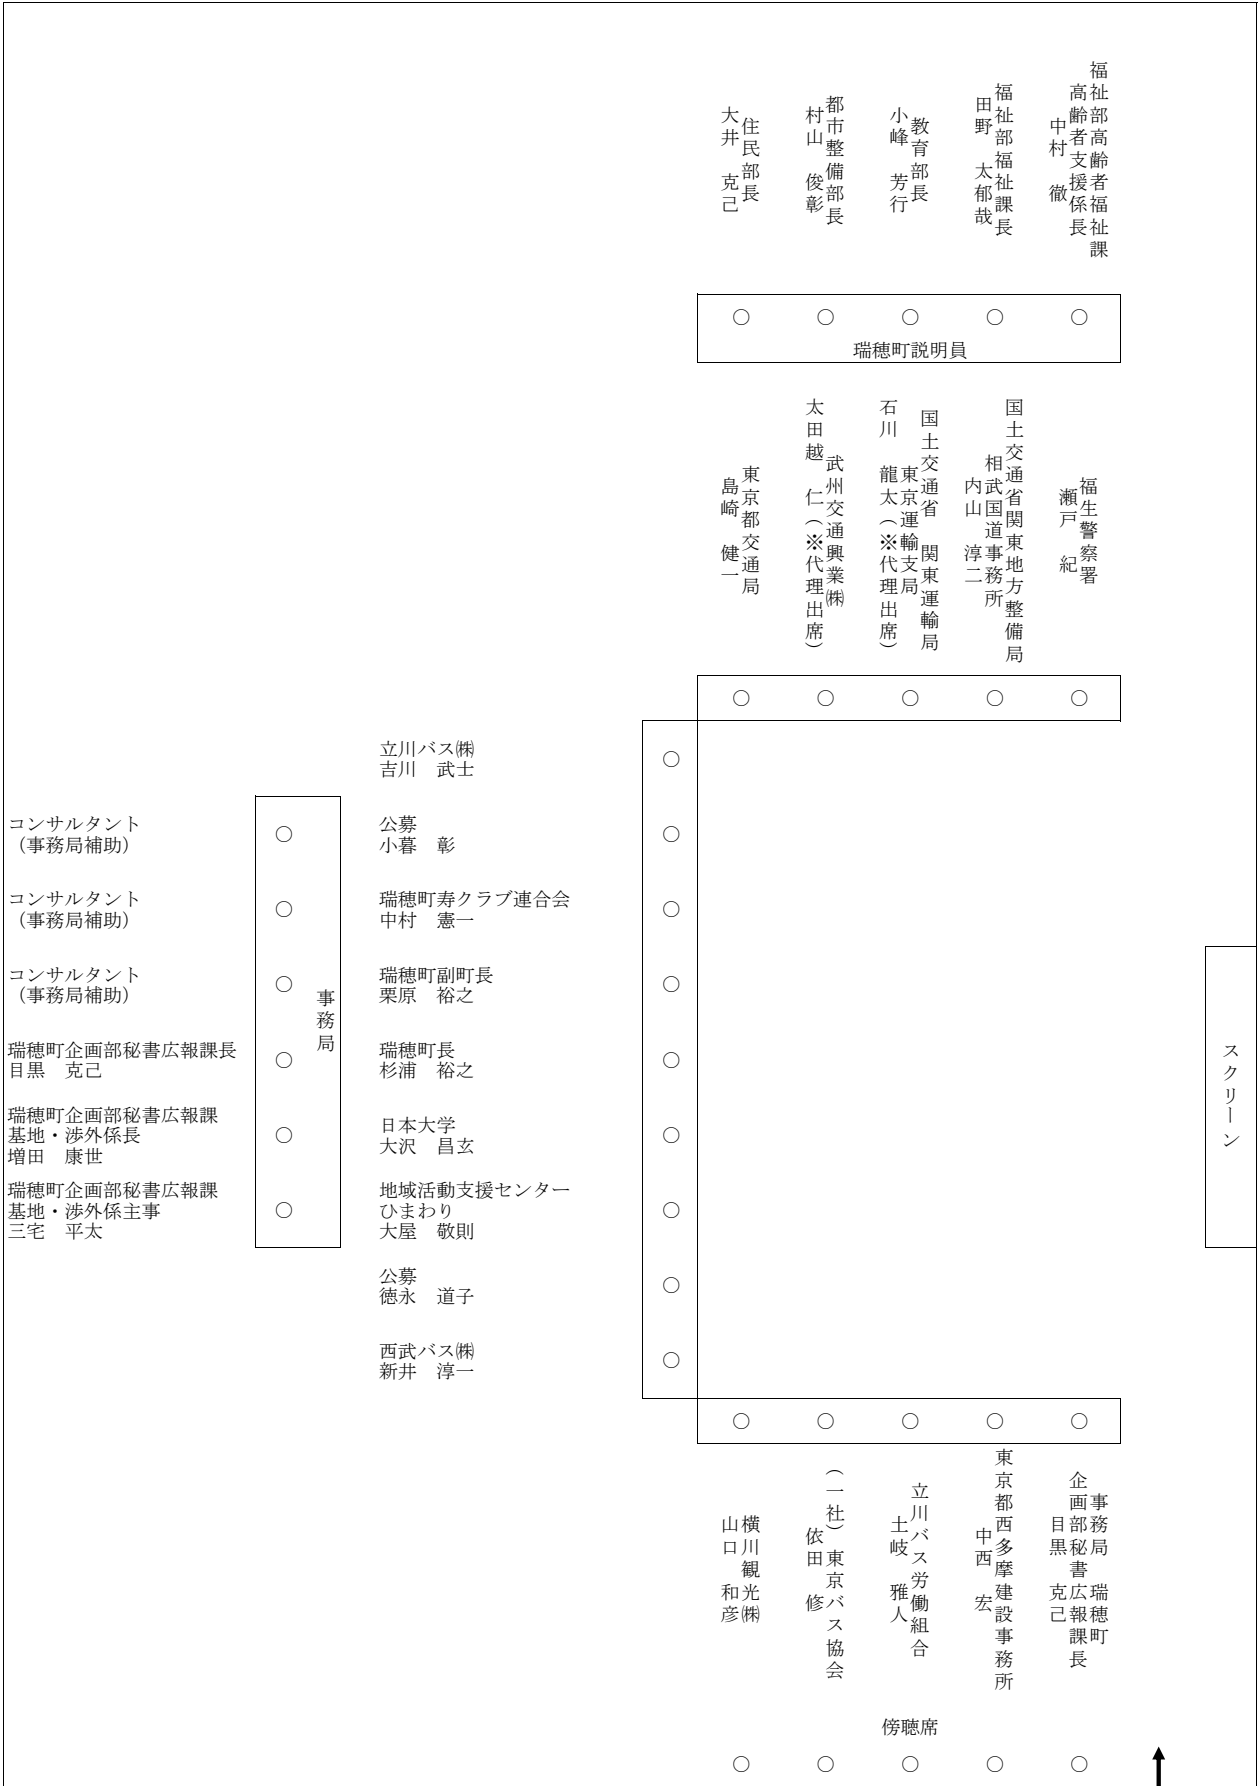 福祉部高齢者福祉課
高齢者支援係長
中村　徹
福祉部福祉課長
田野　太郁哉
教育部長
小峰　芳行
都市整備部長
村山　俊彰
住民部長
大井　克己
○　○　○　○　○
瑞穂町説明員
福生警察署
瀬戸　紀
国土交通省関東地方整備局
相武国道事務所
内山　淳二
国土交通省　関東運輸局
東京運輸支局
石川　龍太（※代理出席）
武州交通興業㈱
太田越　仁（※代理出席）
東京都交通局
島崎　健一
○　○　○　○　○
立川バス㈱
吉川　武士
○
公募
小暮　彰
○
瑞穂町寿クラブ連合会
中村　憲一
○
瑞穂町副町長
栗原　裕之
○
瑞穂町長
杉浦　裕之
○
日本大学
大沢　昌玄
○
地域活動支援センター
ひまわり
大屋　敬則
○
公募
徳永　道子
○
西武バス㈱
新井　淳一
○
コンサルタント
（事務局補助）
○
コンサルタント
（事務局補助）
○
コンサルタント
（事務局補助）
○
瑞穂町企画部秘書広報課長
目黒　克己
○
瑞穂町企画部秘書広報課
基地・渉外係長
増田　康世
○
瑞穂町企画部秘書広報課
基地・渉外係主事
三宅　平太
○
事務局
スクリーン
○　○　○　○　○
事務局　瑞穂町
企画部秘書広報課長
目黒　克己
東京都西多摩建設事務所
中西　宏
立川バス労働組合
土岐　雅人
（一社）東京バス協会
依田　修
横川観光㈱
山口　和彦
傍聴席
○　○　○　○　○